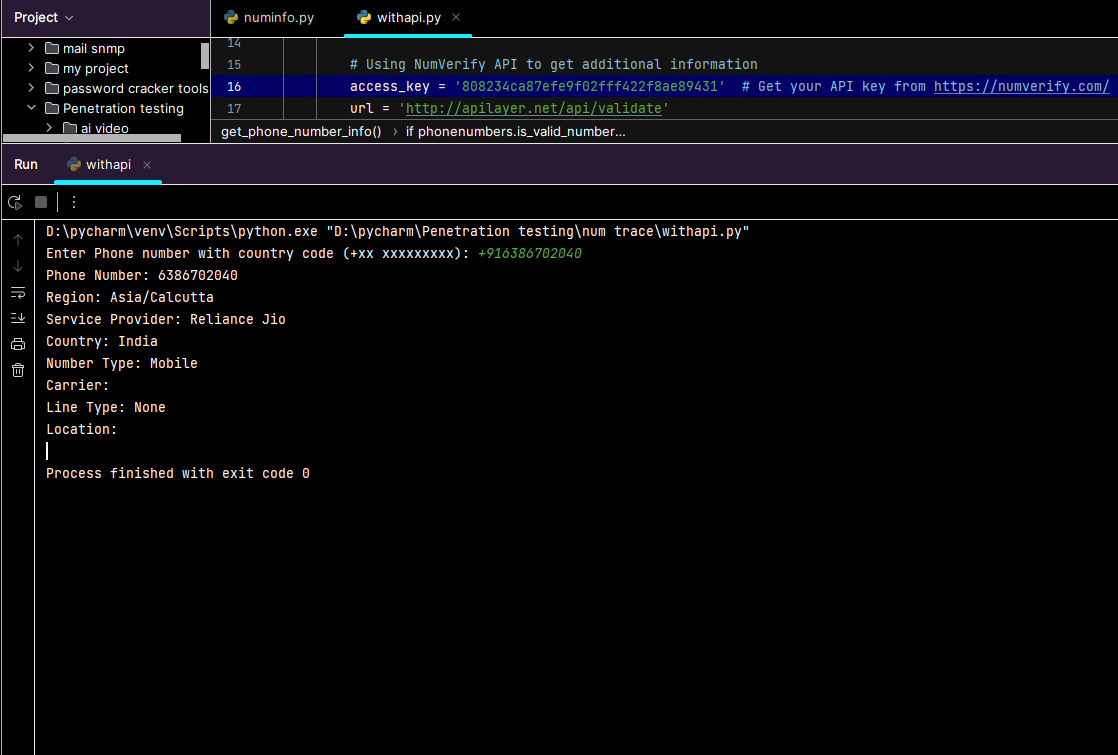 Project
numinfo.py
withapi.py
mail snmp
my project
password cracker tools
Penetration testing
ai video
14
15 # Using NumVerify API to get additional information
16 access_key = '808234ca87efe9f02fff422f8ae89431' # Get your API key from https://numverify.com/
17 url = 'http://apilayer.net/api/validate'
get_phone_number_info() › if phonenumbers.is_valid_number...
Run withapi
D:\pycharm\venv\Scripts\python.exe "D:\pycharm\Penetration testing\num trace\withapi.py"
Enter Phone number with country code (+xx xxxxxxxxx): +916386702040
Phone Number: 6386702040
Region: Asia/Calcutta
Service Provider: Reliance Jio
Country: India
Number Type: Mobile
Carrier:
Line Type: None
Location:
Process finished with exit code 0